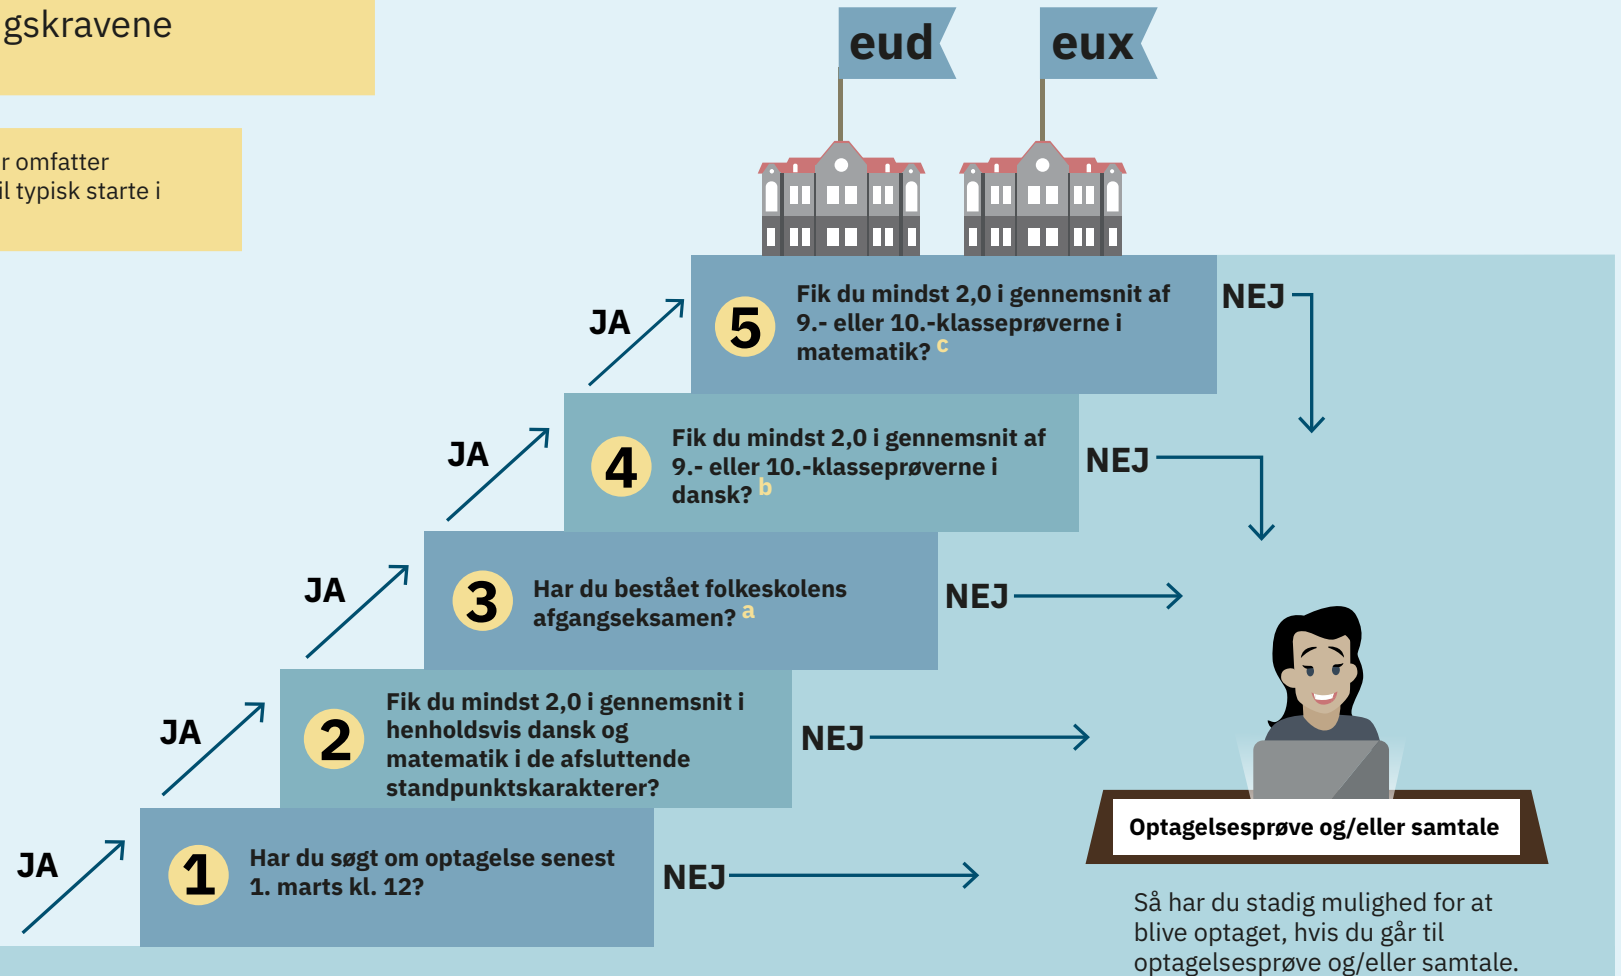 gskravene
r omfatter
il typisk starte i
eud
eux
JA
5
Fik du mindst 2,0 i gennemsnit af
9.- eller 10.-klasseprøverne i
matematik? c
NEJ
JA
4
Fik du mindst 2,0 i gennemsnit af
9.- eller 10.-klasseprøverne i
dansk? b
NEJ
JA
3
Har du bestået folkeskolens
afgangseksamen? a
NEJ
JA
2
Fik du mindst 2,0 i gennemsnit i
henholdsvis dansk og
matematik i de afsluttende
standpunktskarakterer?
NEJ
JA
1
Har du søgt om optagelse senest
1. marts kl. 12?
NEJ
Optagelsesprøve og/eller samtale
Så har du stadig mulighed for at
blive optaget, hvis du går til
optagelsesprøve og/eller samtale.